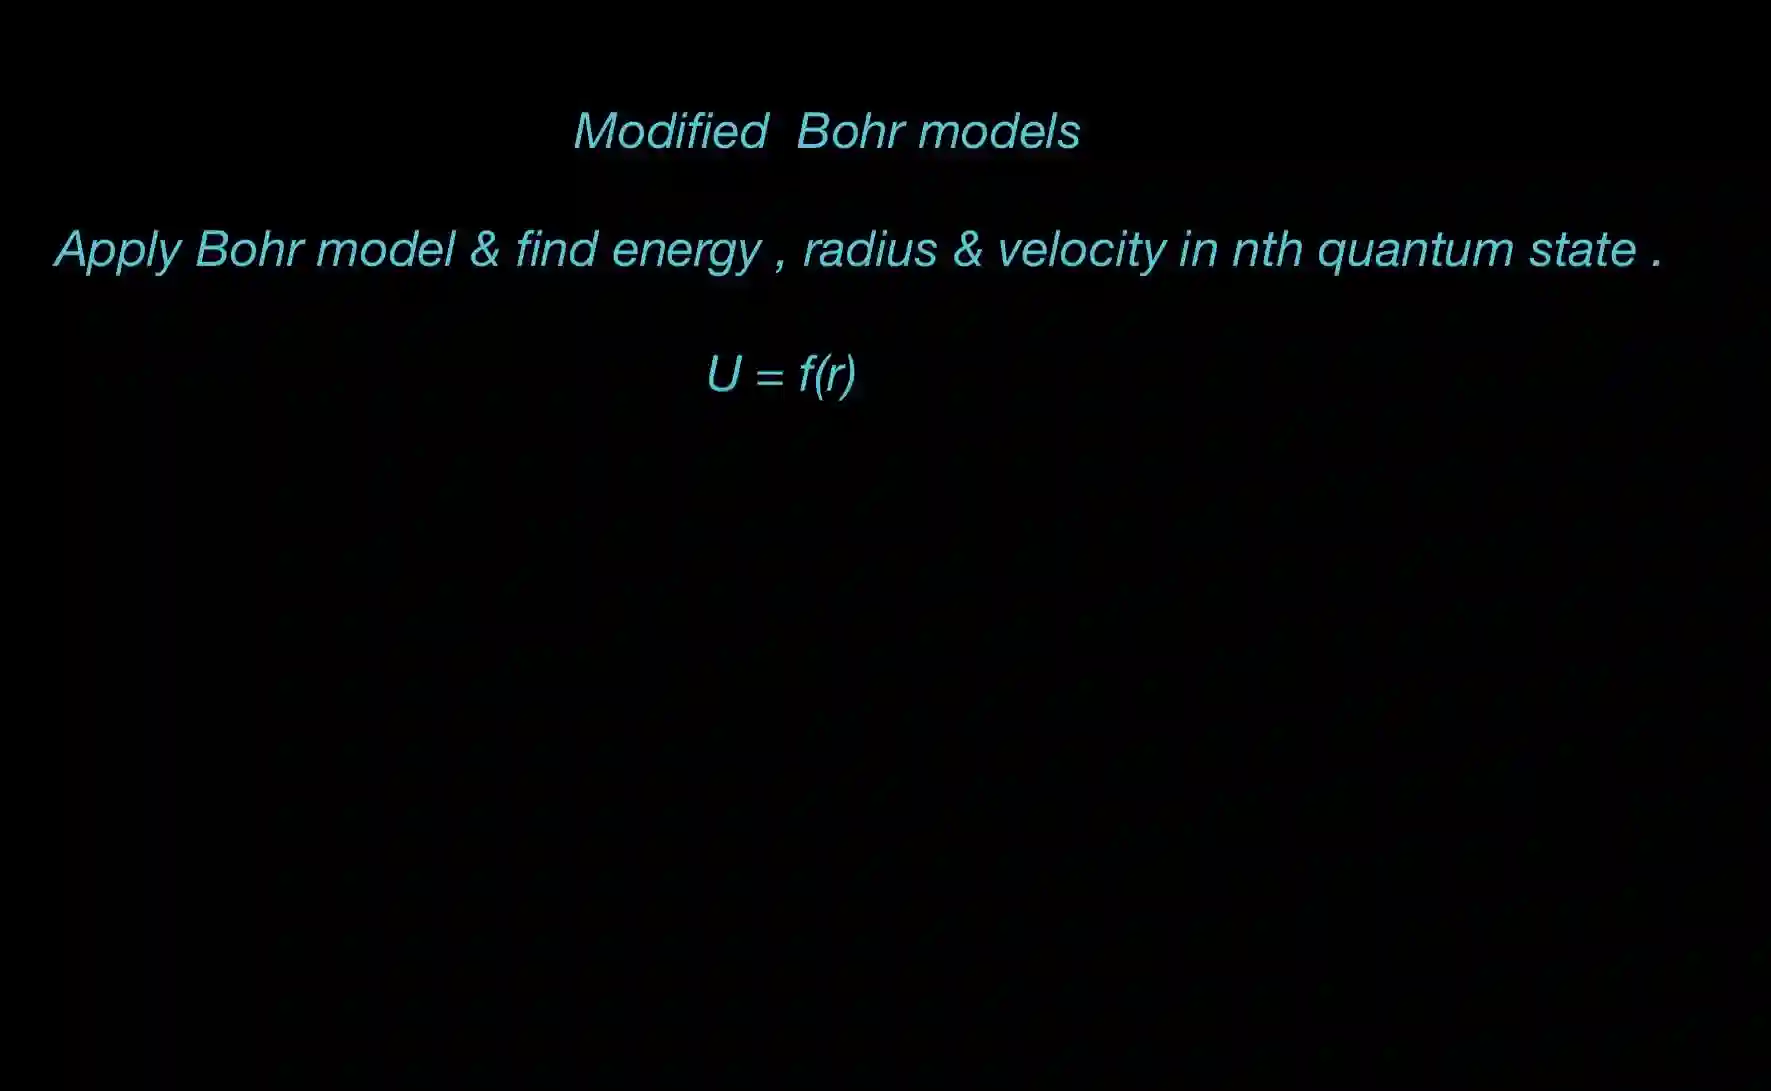 Modified Bohr models
Apply Bohr model & find energy , radius & velocity in nth quantum state .
U = f(r)